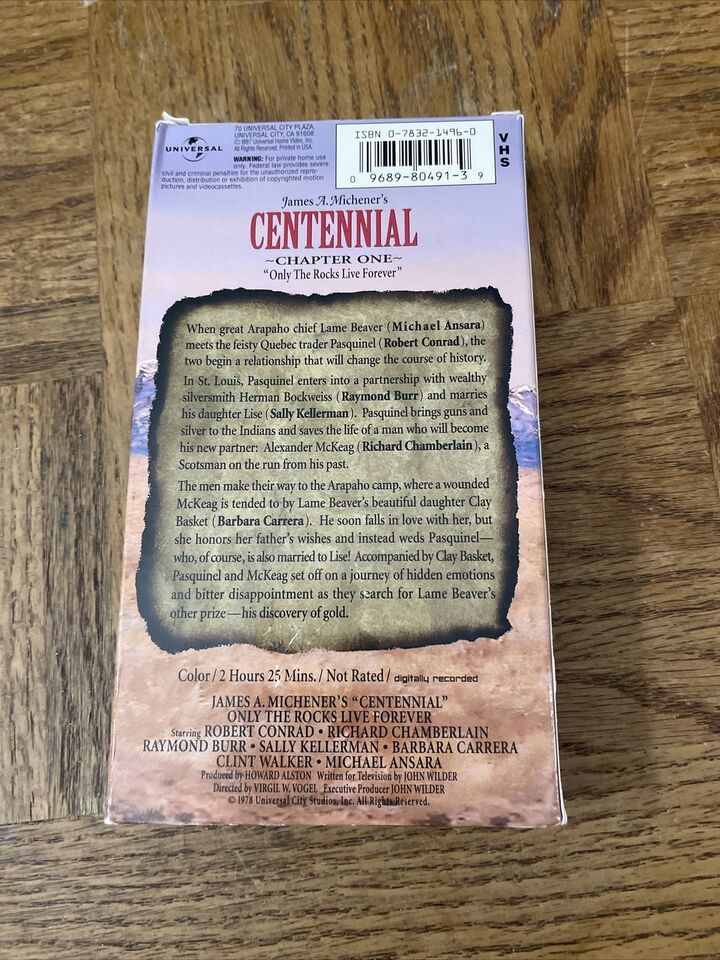 UNIVERSAL
70 UNIVERSAL CITY PLAZA
UNIVERSAL CITY, CA 91608
© 1997 Universal Home Video, Inc.
All Rights Reserved. Printed in USA.
WARNING: For private home use
only. Federal law provides severe
civil and criminal penalties for the unauthorized repro-
duction, distribution or exhibition of copyrighted motion
pictures and videocassettes.
ISBN 0-7832-1496-0
0 9689-80491-3 9
VHS
James A. Michener's
CENTENNIAL
~CHAPTER ONE~
"Only The Rocks Live Forever"
When great Arapaho chief Lame Beaver (Michael Ansara)
meets the feisty Quebec trader Pasquinel (Robert Conrad), the
two begin a relationship that will change the course of history.
In St. Louis, Pasquinel enters into a partnership with wealthy
silversmith Herman Bockweiss (Raymond Burr) and marries
his daughter Lise (Sally Kellerman). Pasquinel brings guns and
silver to the Indians and saves the life of a man who will become
his new partner: Alexander McKeag (Richard Chamberlain), a
Scotsman on the run from his past.
The men make their way to the Arapaho camp, where a wounded
McKeag is tended to by Lame Beaver's beautiful daughter Clay
Basket (Barbara Carrera). He soon falls in love with her, but
she honors her father's wishes and instead weds Pasquinel—
who, of course, is also married to Lise! Accompanied by Clay Basket,
Pasquinel and McKeag set off on a journey of hidden emotions
and bitter disappointment as they search for Lame Beaver's
other prize—his discovery of gold.
Color / 2 Hours 25 Mins. / Not Rated / digitally recorded
JAMES A. MICHENER'S "CENTENNIAL"
ONLY THE ROCKS LIVE FOREVER
Starring ROBERT CONRAD • RICHARD CHAMBERLAIN
RAYMOND BURR • SALLY KELLERMAN • BARBARA CARRERA
CLINT WALKER • MICHAEL ANSARA
Produced by HOWARD ALSTON Written for Television by JOHN WILDER
Directed by VIRGIL W. VOGEL Executive Producer JOHN WILDER
© 1978 Universal City Studios, Inc. All Rights Reserved.